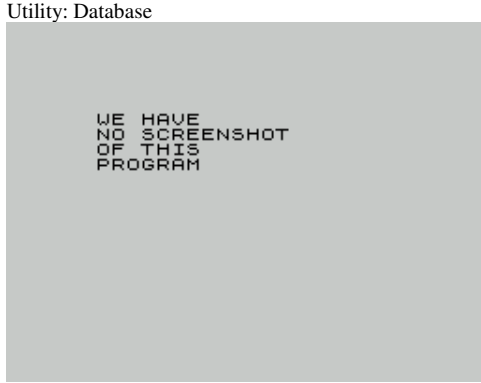 Utility: Database
WE HAVE
NO SCREENSHOT
OF THIS
PROGRAM